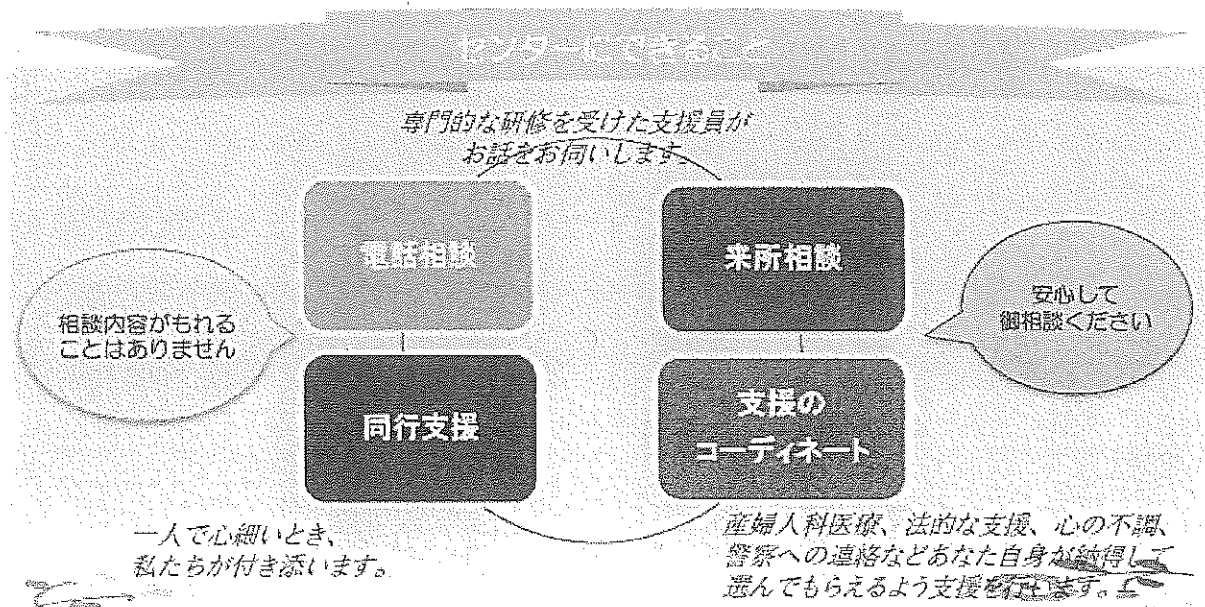 センターにできること
専門的な研修を受けた支援員が
お話をお伺いします。
電話相談
来所相談
相談内容がもれる
ことはありません
安心して
御相談ください
同行支援
支援の
コーディネート
一人で心細いとき、
私たちが付き添います。
産婦人科医療、法的な支援、心の不調、
警察への連絡などあなた自身が納得して
選んでもらえるよう支援を行います。